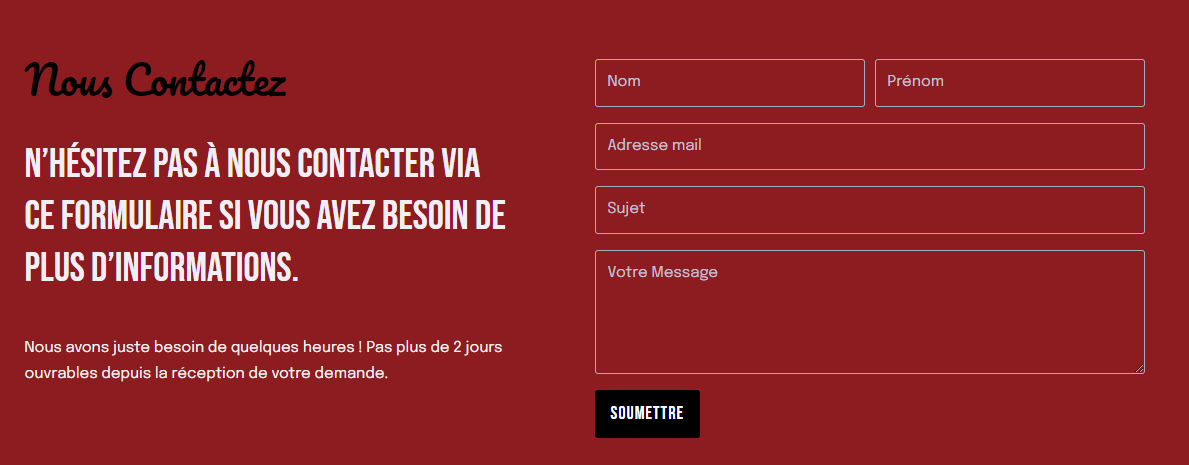 Nous Contactez
N’HÉSITEZ PAS À NOUS CONTACTER VIA
CE FORMULAIRE SI VOUS AVEZ BESOIN DE
PLUS D’INFORMATIONS.
Nous avons juste besoin de quelques heures ! Pas plus de 2 jours
ouvrables depuis la réception de votre demande.
Nom
Prénom
Adresse mail
Sujet
Votre Message
SOUMETTRE